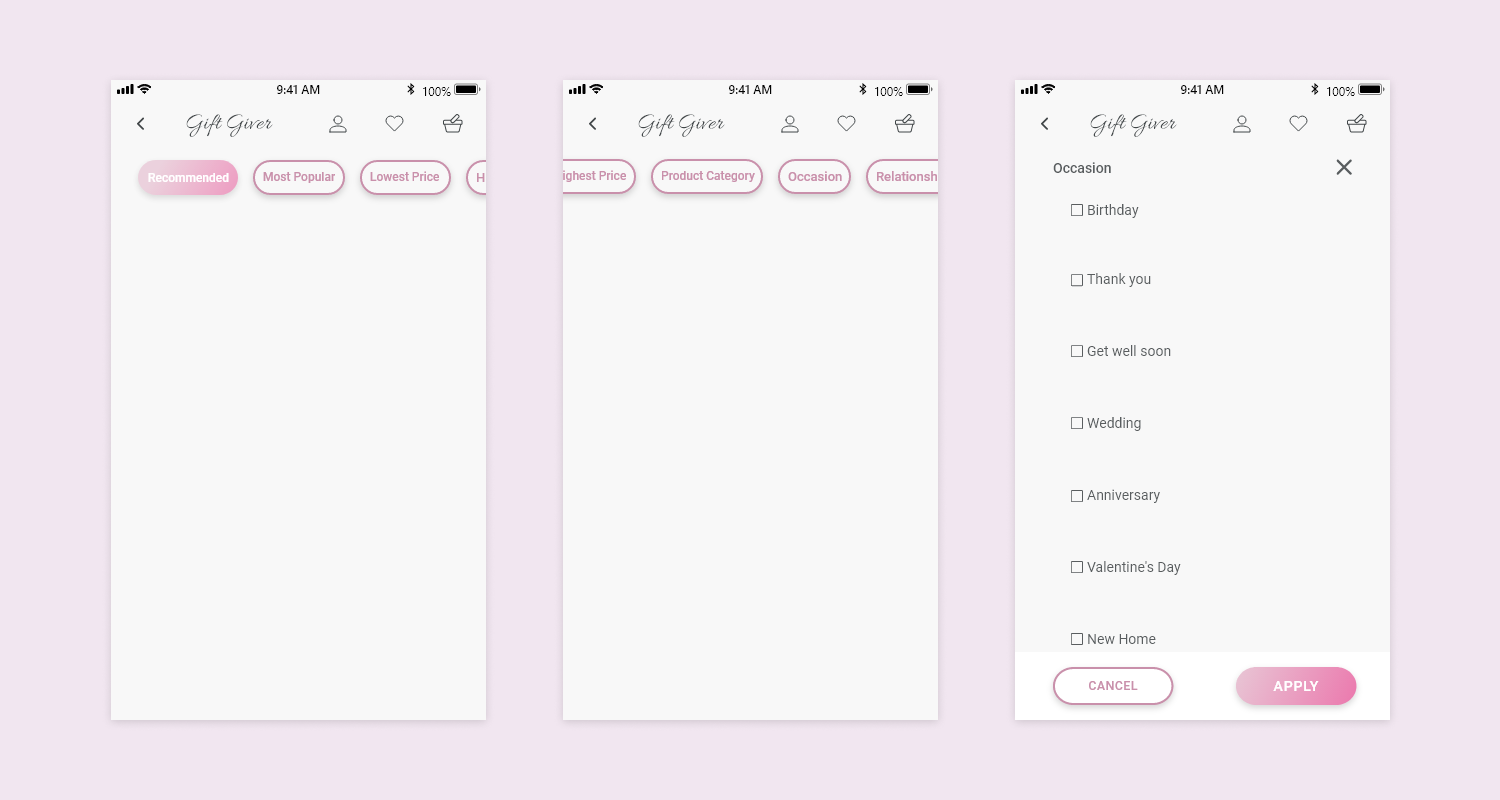 9:41 AM
100%
Gift Giver
Recommended
Most Popular
Lowest Price
H
9:41 AM
100%
Gift Giver
ighest Price
Product Category
Occasion
Relationsh
9:41 AM
100%
Gift Giver
Occasion
Birthday
Thank you
Get well soon
Wedding
Anniversary
Valentine's Day
New Home
CANCEL
APPLY